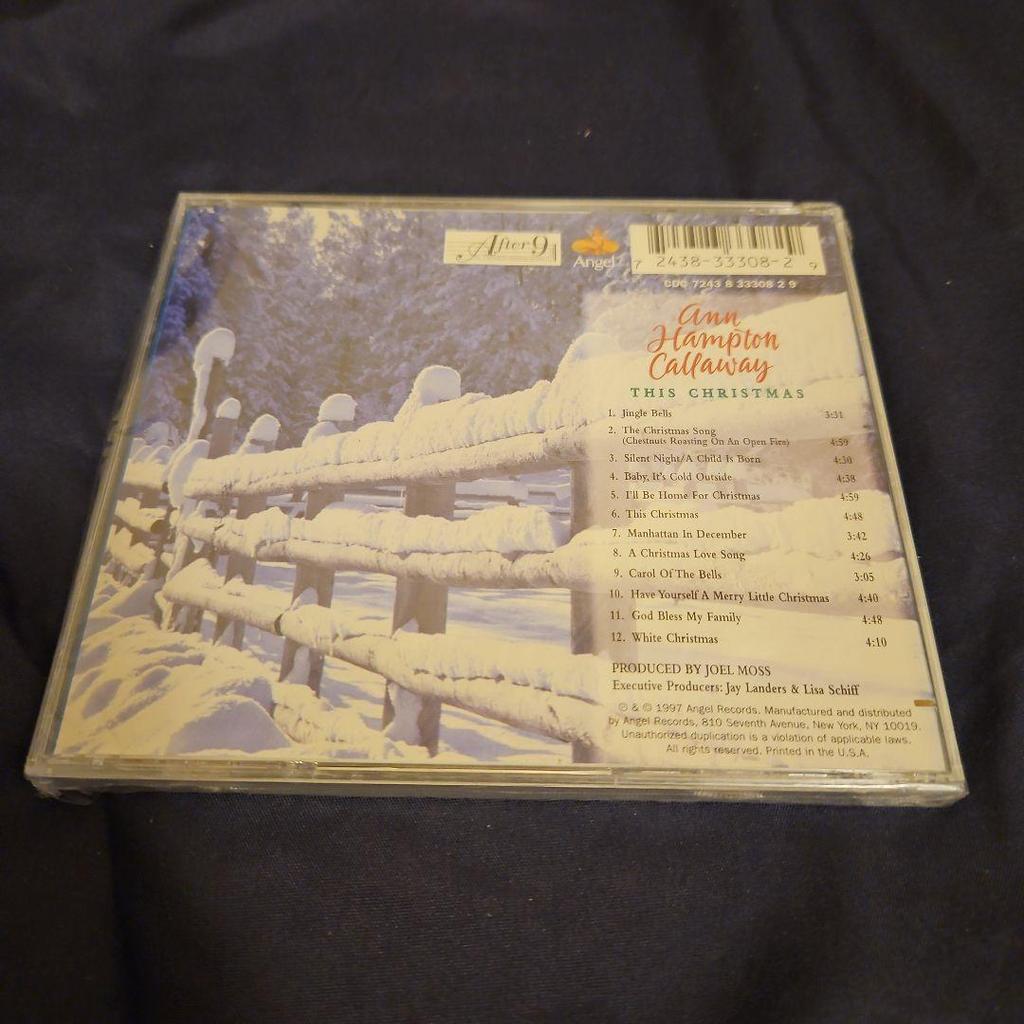 After 9
Angel
7 2438-33308-2 9
CDC 7243 8 33308 2 9
Ann
Hampton
Callaway
THIS CHRISTMAS
1. Jingle Bells 3:31
2. The Christmas Song
(Chestnuts Roasting On An Open Fire) 4:59
3. Silent Night/A Child Is Born 4:30
4. Baby, It's Cold Outside 4:38
5. I'll Be Home For Christmas 4:59
6. This Christmas 4:48
7. Manhattan In December 3:42
8. A Christmas Love Song 4:26
9. Carol Of The Bells 3:05
10. Have Yourself A Merry Little Christmas 4:40
11. God Bless My Family 4:48
12. White Christmas 4:10
PRODUCED BY JOEL MOSS
Executive Producers: Jay Landers & Lisa Schiff
℗ & © 1997 Angel Records. Manufactured and distributed
by Angel Records, 810 Seventh Avenue, New York, NY 10019.
Unauthorized duplication is a violation of applicable laws.
All rights reserved. Printed in the U.S.A.